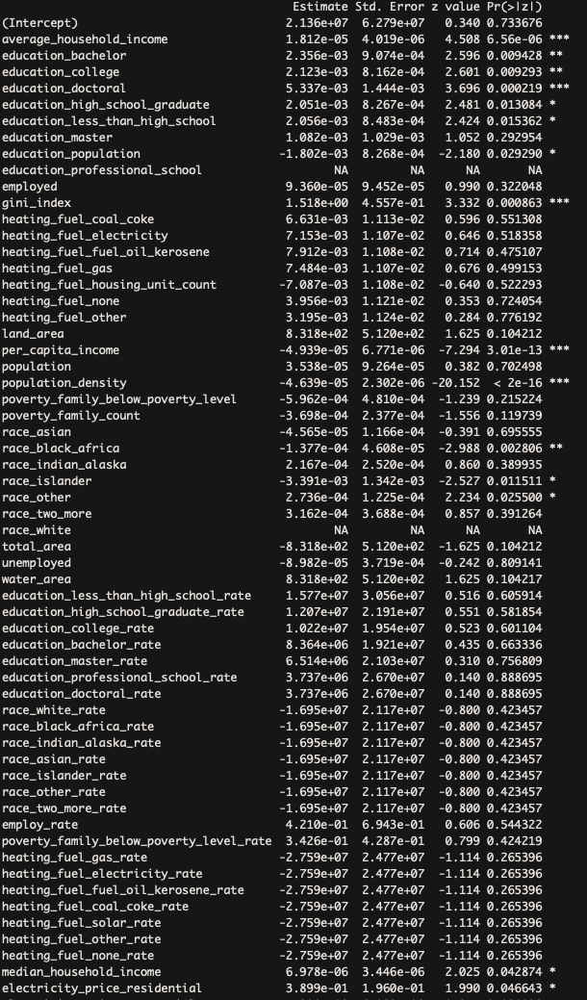 Estimate Std. Error z value Pr(>|z|)
(Intercept) 2.136e+07 6.279e+07 0.340 0.733676
average_household_income 1.812e-05 4.019e-06 4.508 6.56e-06 ***
education_bachelor 2.356e-03 9.074e-04 2.596 0.009428 **
education_college 2.123e-03 8.162e-04 2.601 0.009293 **
education_doctoral 5.337e-03 1.444e-03 3.696 0.000219 ***
education_high_school_graduate 2.051e-03 8.267e-04 2.481 0.013084 *
education_less_than_high_school 2.056e-03 8.483e-04 2.424 0.015362 *
education_master 1.082e-03 1.029e-03 1.052 0.292954
education_population -1.802e-03 8.268e-04 -2.180 0.029290 *
education_professional_school NA NA NA NA
employed 9.360e-05 9.452e-05 0.990 0.322048
gini_index 1.518e+00 4.557e-01 3.332 0.000863 ***
heating_fuel_coal_coke 6.631e-03 1.113e-02 0.596 0.551308
heating_fuel_electricity 7.153e-03 1.107e-02 0.646 0.518358
heating_fuel_fuel_oil_kerosene 7.912e-03 1.108e-02 0.714 0.475107
heating_fuel_gas 7.484e-03 1.107e-02 0.676 0.499153
heating_fuel_housing_unit_count -7.087e-03 1.108e-02 -0.640 0.522293
heating_fuel_none 3.956e-03 1.121e-02 0.353 0.724054
heating_fuel_other 3.195e-03 1.124e-02 0.284 0.776192
land_area 8.318e+02 5.120e+02 1.625 0.104212
per_capita_income -4.939e-05 6.771e-06 -7.294 3.01e-13 ***
population 3.538e-05 9.264e-05 0.382 0.702498
population_density -4.639e-05 2.302e-06 -20.152 < 2e-16 ***
poverty_family_below_poverty_level -5.962e-04 4.810e-04 -1.239 0.215224
poverty_family_count -3.698e-04 2.377e-04 -1.556 0.119739
race_asian -4.565e-05 1.166e-04 -0.391 0.695555
race_black_africa -1.377e-04 4.608e-05 -2.988 0.002806 **
race_indian_alaska 2.167e-04 2.520e-04 0.860 0.389935
race_islander -3.391e-03 1.342e-03 -2.527 0.011511 *
race_other 2.736e-04 1.225e-04 2.234 0.025500 *
race_two_more 3.162e-04 3.688e-04 0.857 0.391264
race_white NA NA NA NA
total_area -8.318e+02 5.120e+02 -1.625 0.104212
unemployed -8.982e-05 3.719e-04 -0.242 0.809141
water_area 8.318e+02 5.120e+02 1.625 0.104217
education_less_than_high_school_rate 1.577e+07 3.056e+07 0.516 0.605914
education_high_school_graduate_rate 1.207e+07 2.191e+07 0.551 0.581854
education_college_rate 1.022e+07 1.954e+07 0.523 0.601104
education_bachelor_rate 8.364e+06 1.921e+07 0.435 0.663336
education_master_rate 6.514e+06 2.103e+07 0.310 0.756809
education_professional_school_rate 3.737e+06 2.670e+07 0.140 0.888695
education_doctoral_rate 3.737e+06 2.670e+07 0.140 0.888695
race_white_rate -1.695e+07 2.117e+07 -0.800 0.423457
race_black_africa_rate -1.695e+07 2.117e+07 -0.800 0.423457
race_indian_alaska_rate -1.695e+07 2.117e+07 -0.800 0.423457
race_asian_rate -1.695e+07 2.117e+07 -0.800 0.423457
race_islander_rate -1.695e+07 2.117e+07 -0.800 0.423457
race_other_rate -1.695e+07 2.117e+07 -0.800 0.423457
race_two_more_rate -1.695e+07 2.117e+07 -0.800 0.423457
employ_rate 4.210e-01 6.943e-01 0.606 0.544322
poverty_family_below_poverty_level_rate 3.426e-01 4.287e-01 0.799 0.424219
heating_fuel_gas_rate -2.759e+07 2.477e+07 -1.114 0.265396
heating_fuel_electricity_rate -2.759e+07 2.477e+07 -1.114 0.265396
heating_fuel_fuel_oil_kerosene_rate -2.759e+07 2.477e+07 -1.114 0.265396
heating_fuel_coal_coke_rate -2.759e+07 2.477e+07 -1.114 0.265396
heating_fuel_solar_rate -2.759e+07 2.477e+07 -1.114 0.265396
heating_fuel_other_rate -2.759e+07 2.477e+07 -1.114 0.265396
heating_fuel_none_rate -2.759e+07 2.477e+07 -1.114 0.265396
median_household_income 6.978e-06 3.446e-06 2.025 0.042874 *
electricity_price_residential 3.899e-01 1.960e-01 1.990 0.046643 *